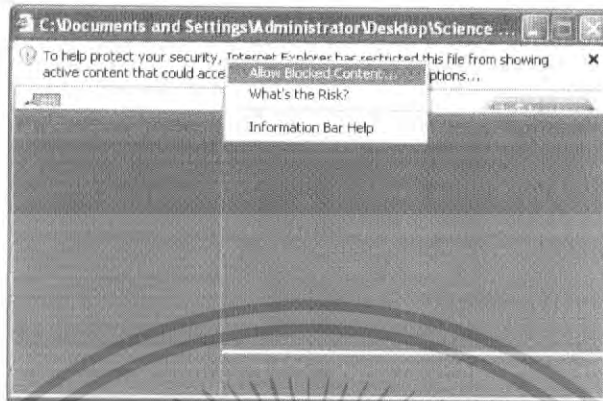 C:\Documents and Settings\Administrator\Desktop\Science ...
To help protect your security, Internet Explorer has restricted this file from showing
active content that could acce ptions...
Allow Blocked Content...
What's the Risk?
Information Bar Help